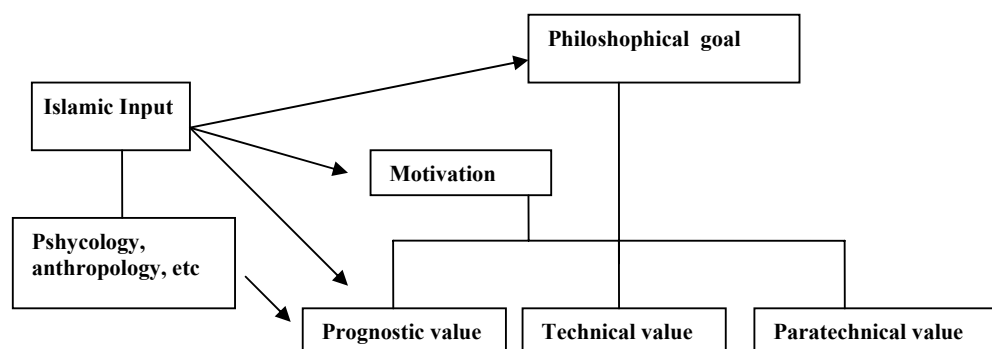 Philoshophical goal
Islamic Input
Motivation
Pshycology,
anthropology, etc
Prognostic value
Technical value
Paratechnical value